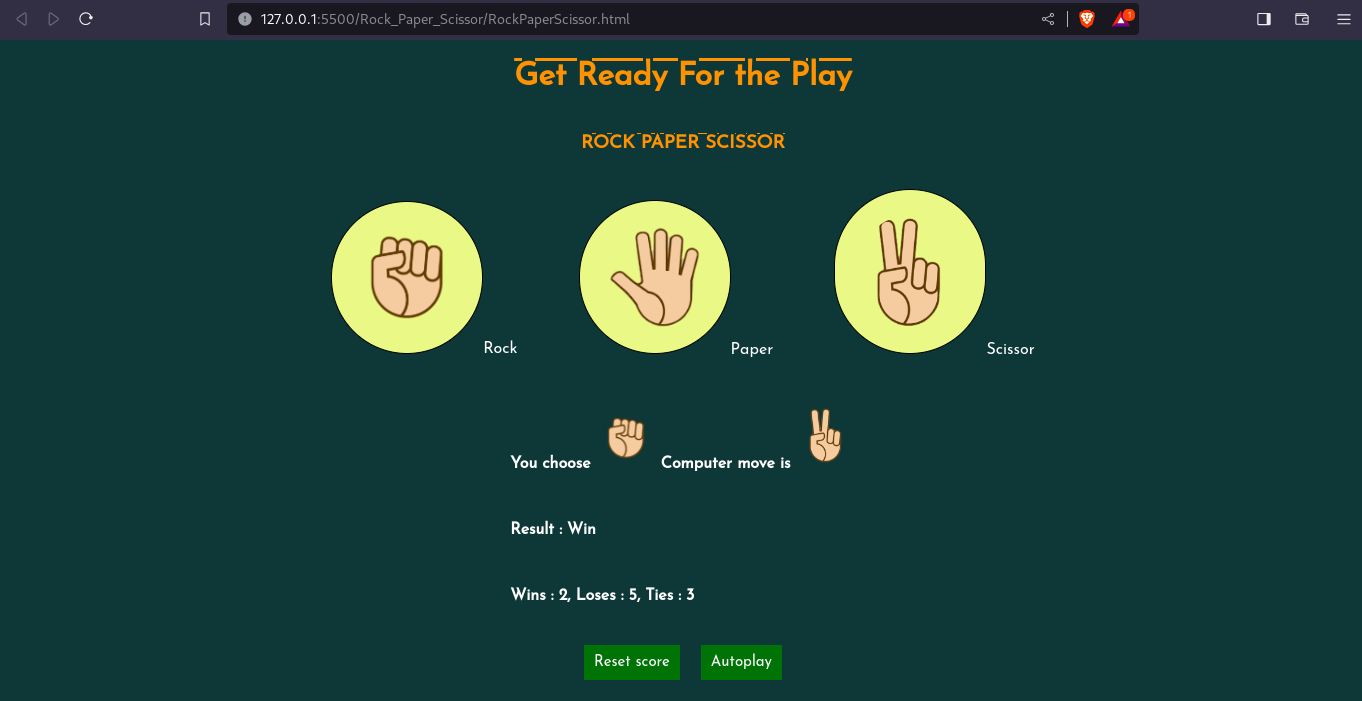 127.0.0.1:5500/Rock_Paper_Scissor/RockPaperScissor.html
1
Get Ready For the Play
ROCK PAPER SCISSOR
Rock
Paper
Scissor
You choose Computer move is
Result : Win
Wins : 2, Loses : 5, Ties : 3
Reset score Autoplay